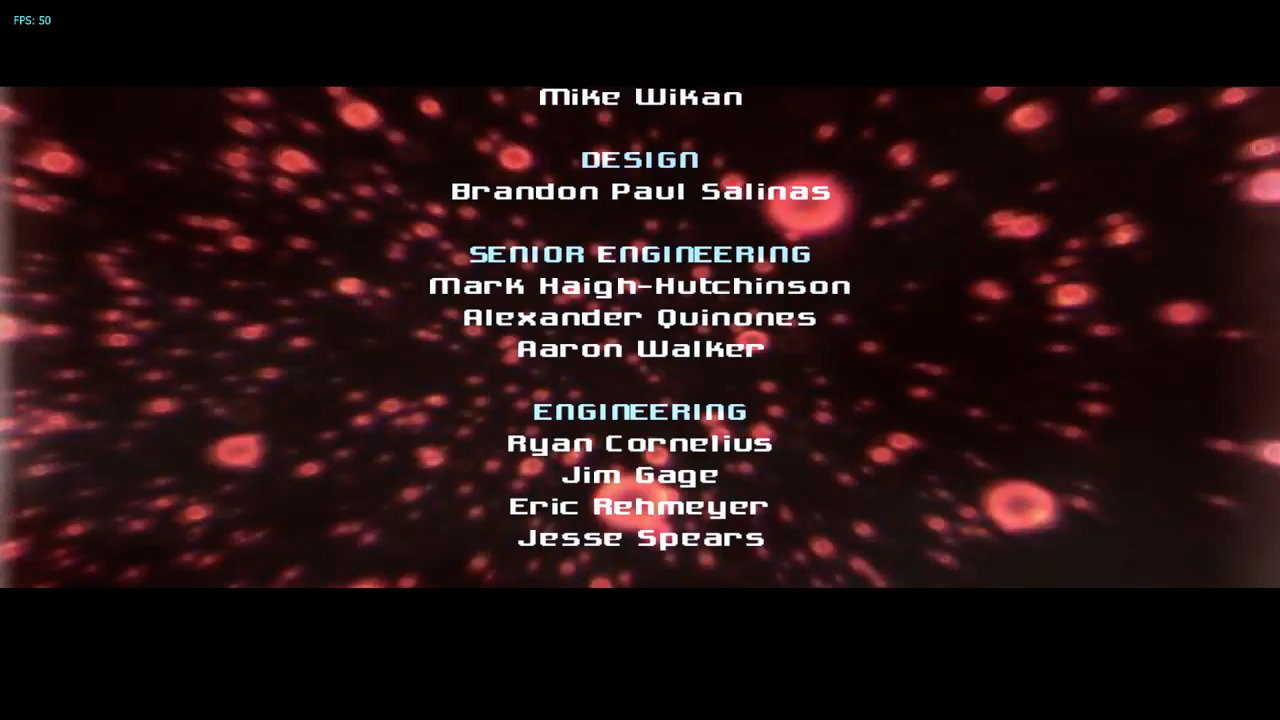 FPS: 50
Mike Wikan
DESIGN
Brandon Paul Salinas
SENIOR ENGINEERING
Mark Haigh-Hutchinson
Alexander Quinones
Aaron Walker
ENGINEERING
Ryan Cornelius
Jim Gage
Eric Rehmeyer
Jesse Spears